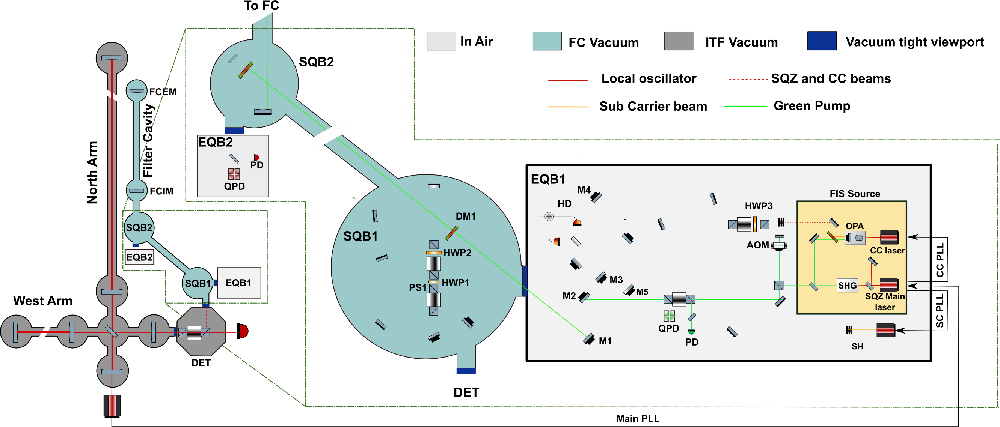 To FC
In Air
FC Vacuum
ITF Vacuum
Vacuum tight viewport
Local oscillator
SQZ and CC beams
Sub Carrier beam
Green Pump
SQB2
EQB2
PD
QPD
North Arm
Filter Cavity
FCEM
FCIM
SQB2
EQB2
SQB1
EQB1
West Arm
DET
SQB1
DM1
HWP2
HWP1
PS1
DET
EQB1
M4
HD
M3
M5
M2
M1
QPD
PD
HWP3
AOM
FIS Source
OPA
CC laser
SHG
SQZ Main
laser
SH
CC PLL
SC PLL
Main PLL